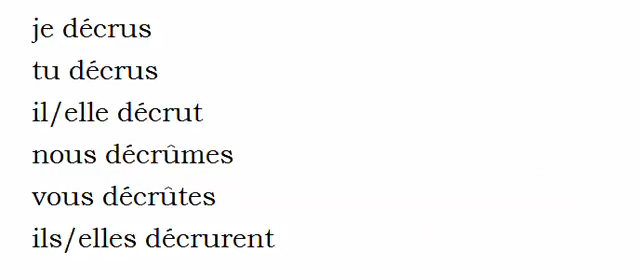 je décrus
tu décrus
il/elle décrut
nous décrûmes
vous décrûtes
ils/elles décrurent